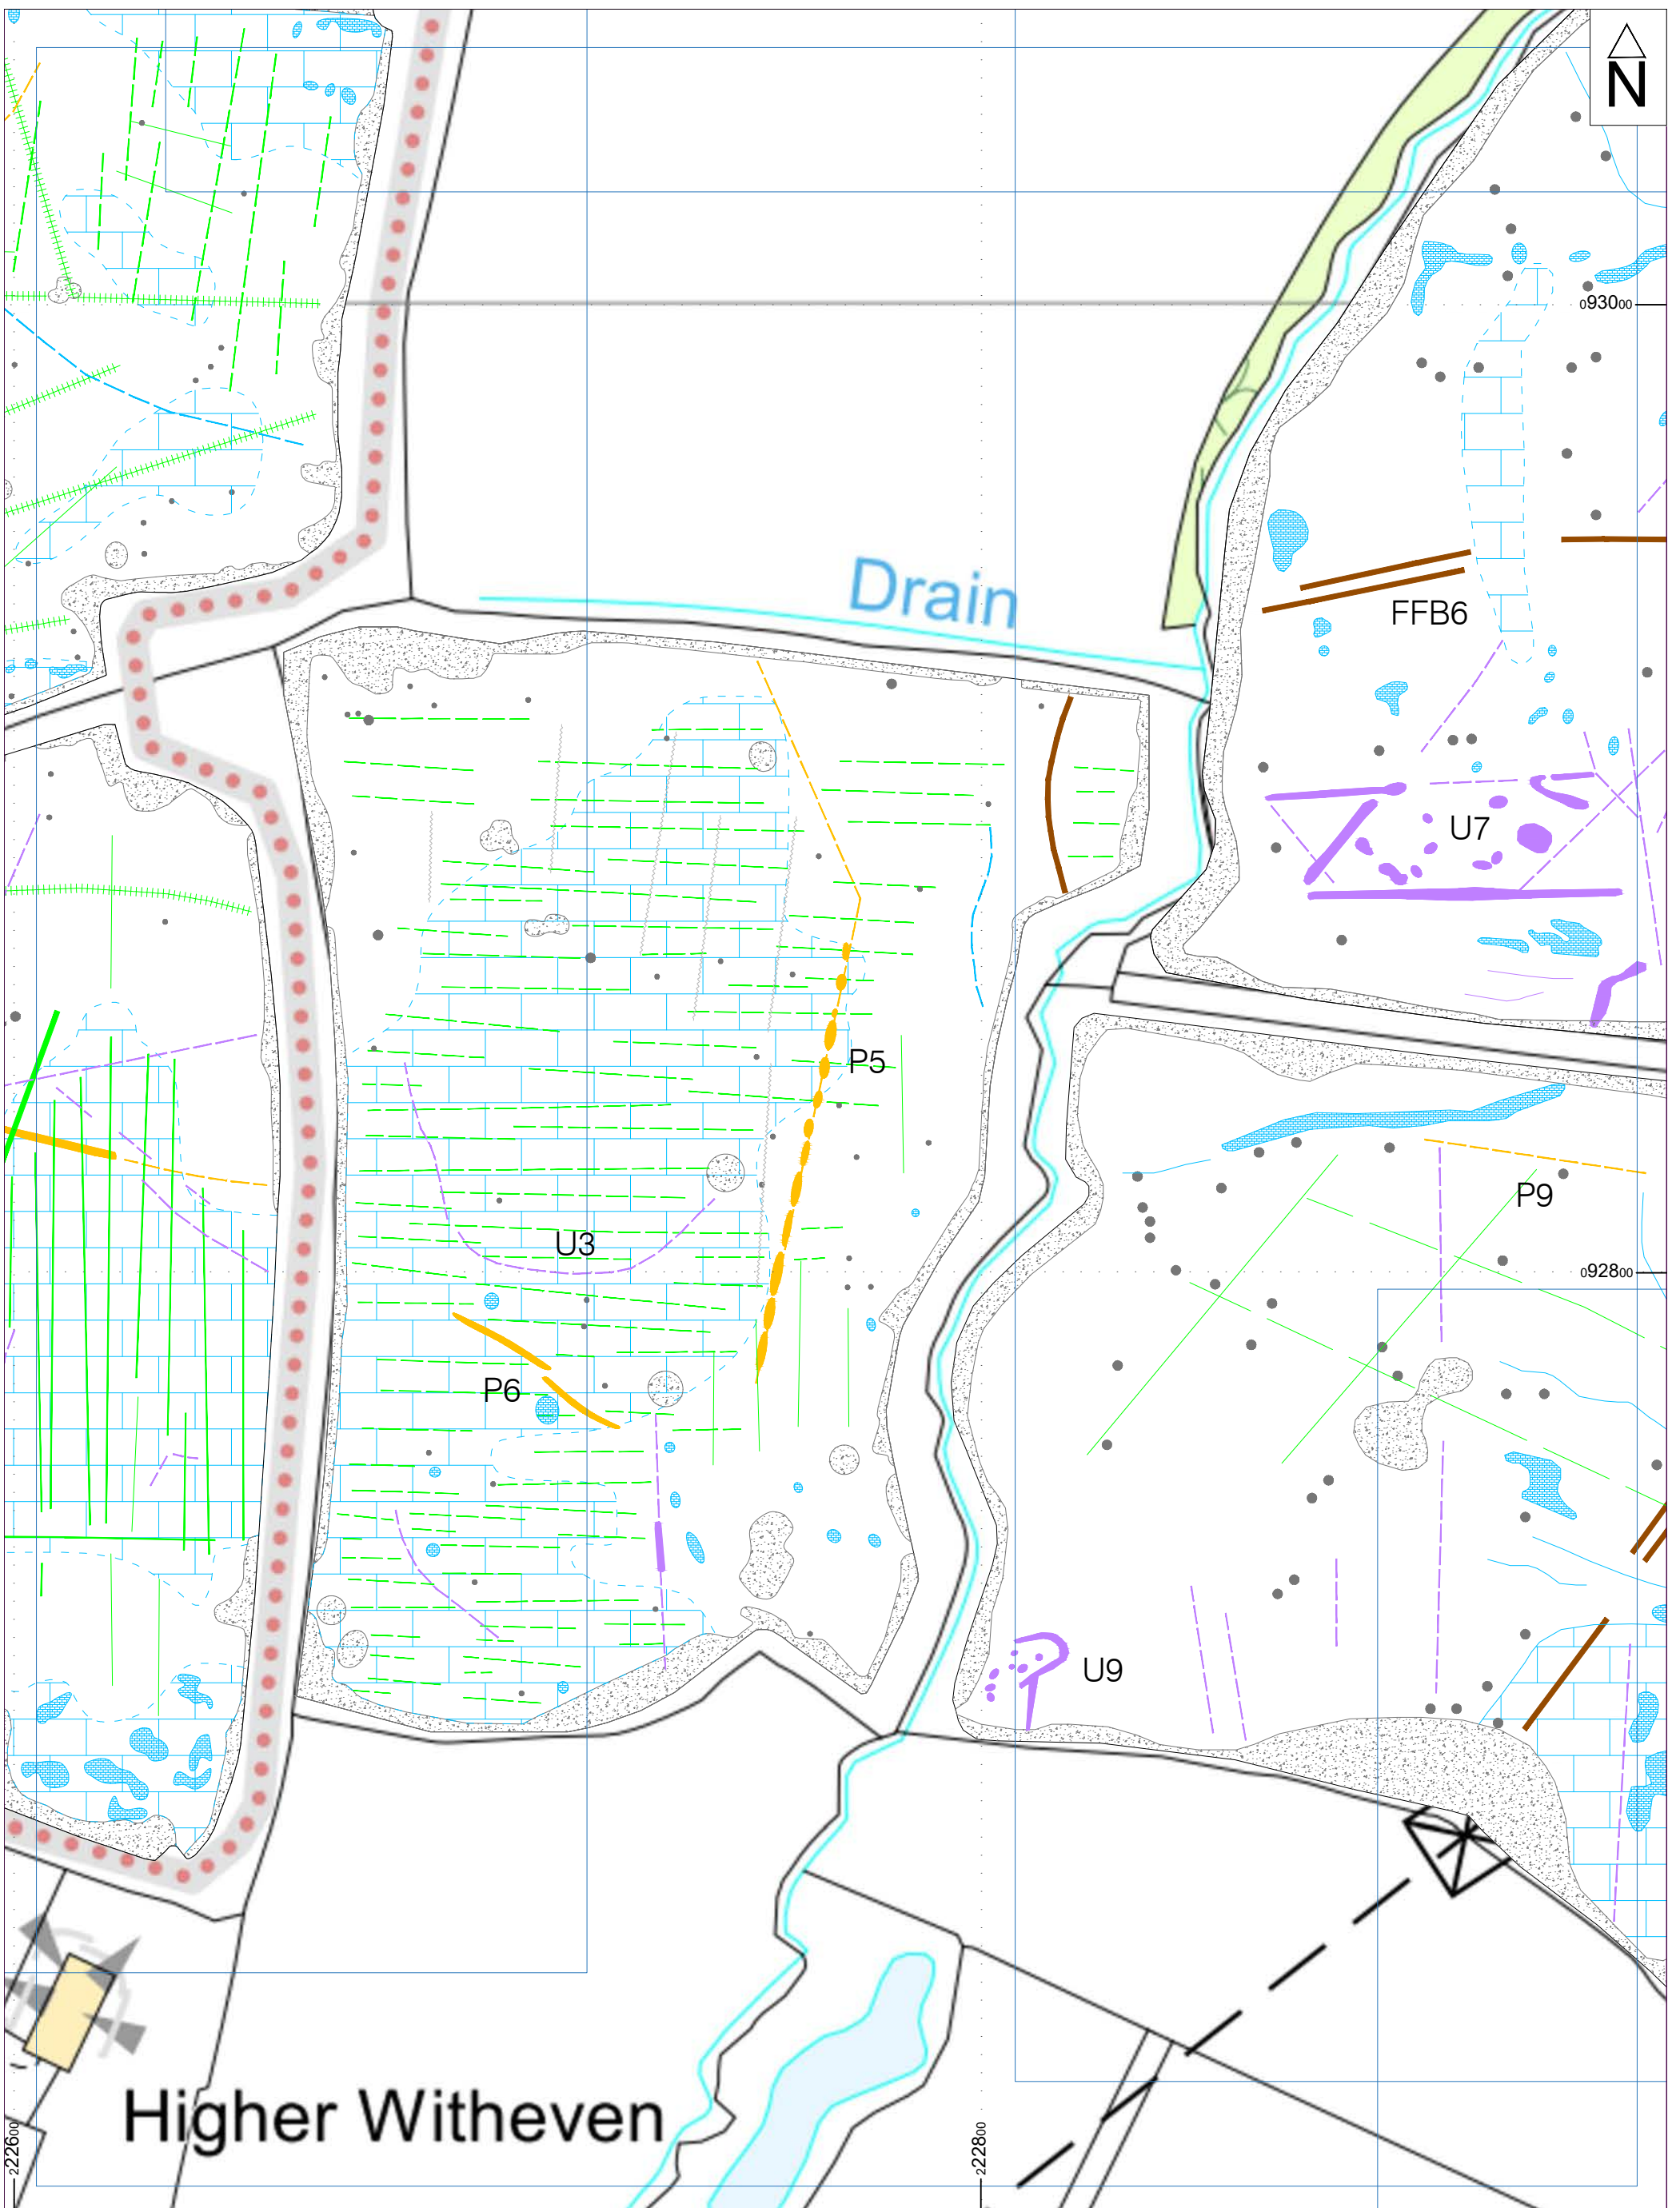 N
093000
Drain
FFB6
U7
P5
P9
U3
092800
P6
U9
Higher Witheven
222600
222800